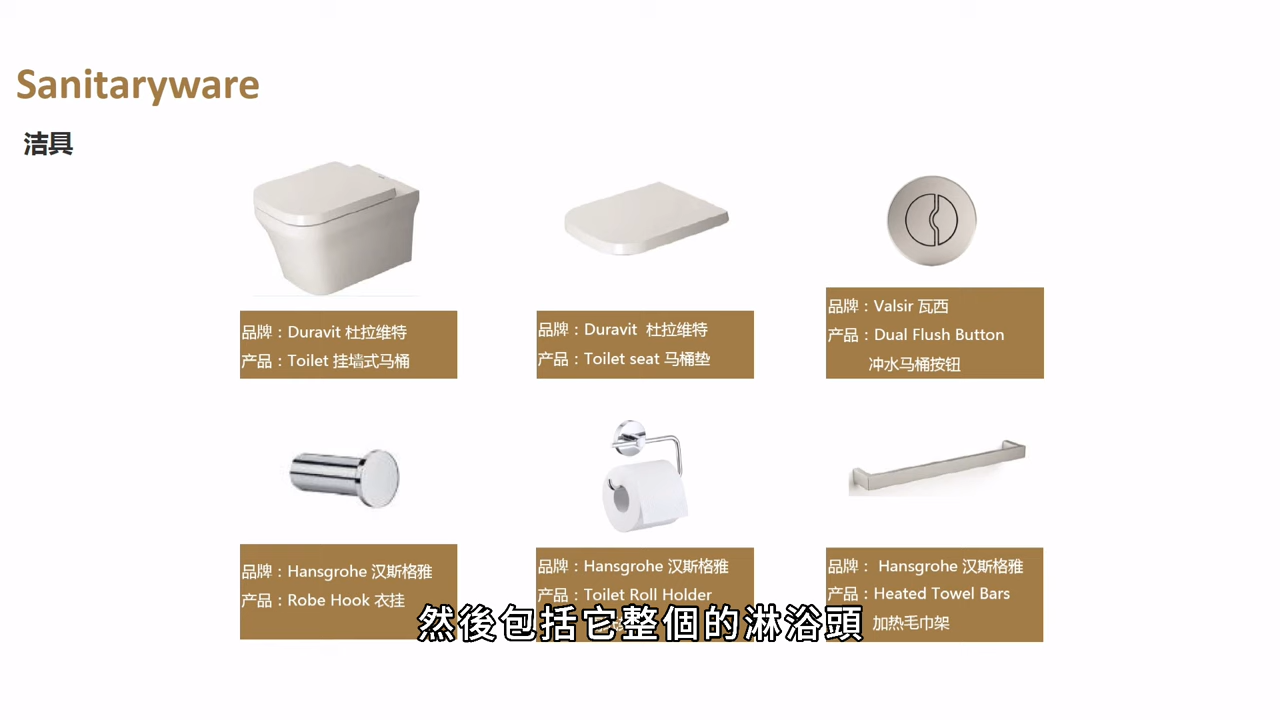 Sanitaryware
洁具
品牌：Duravit 杜拉维特
产品：Toilet 挂墙式马桶
品牌：Duravit 杜拉维特
产品：Toilet seat 马桶垫
品牌：Valsir 瓦西
产品：Dual Flush Button
冲水马桶按钮
品牌：Hansgrohe 汉斯格雅
产品：Robe Hook 衣挂
品牌：Hansgrohe 汉斯格雅
产品：Toilet Roll Holder
品牌： Hansgrohe 汉斯格雅
产品：Heated Towel Bars
加热毛巾架
然後包括它整個的淋浴頭